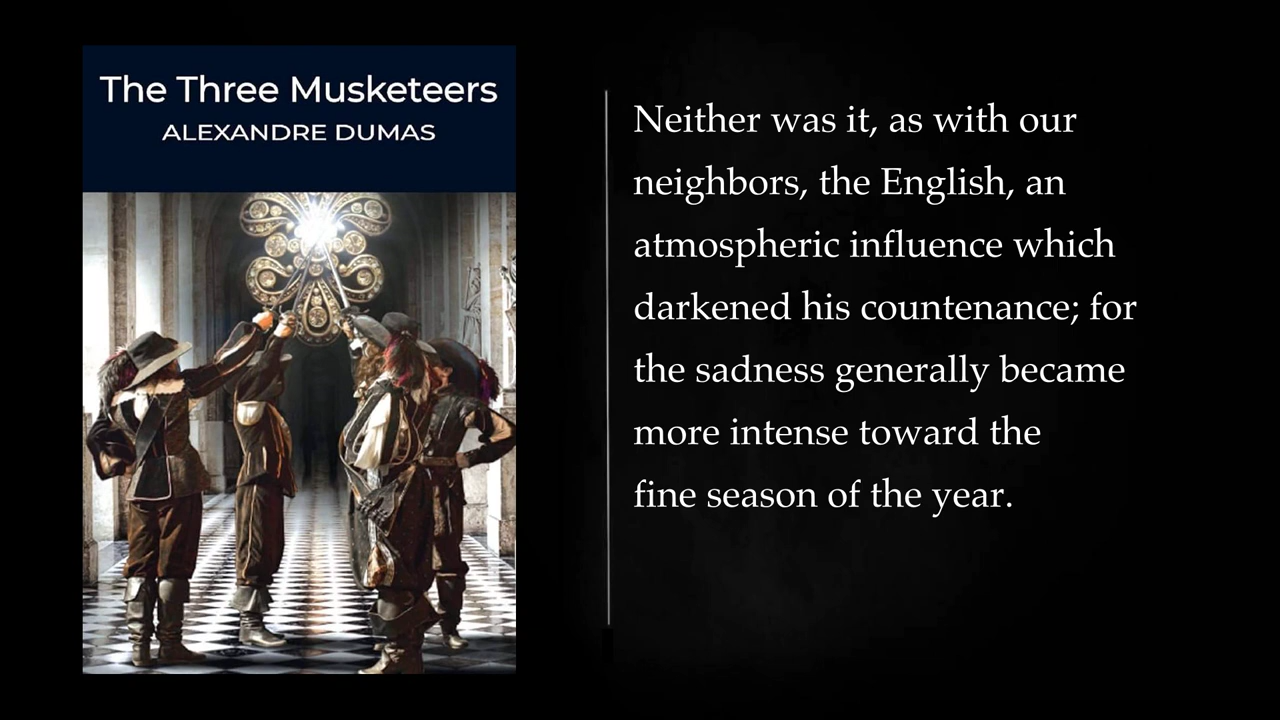 The Three Musketeers
ALEXANDRE DUMAS
Neither was it, as with our
neighbors, the English, an
atmospheric influence which
darkened his countenance; for
the sadness generally became
more intense toward the
fine season of the year.